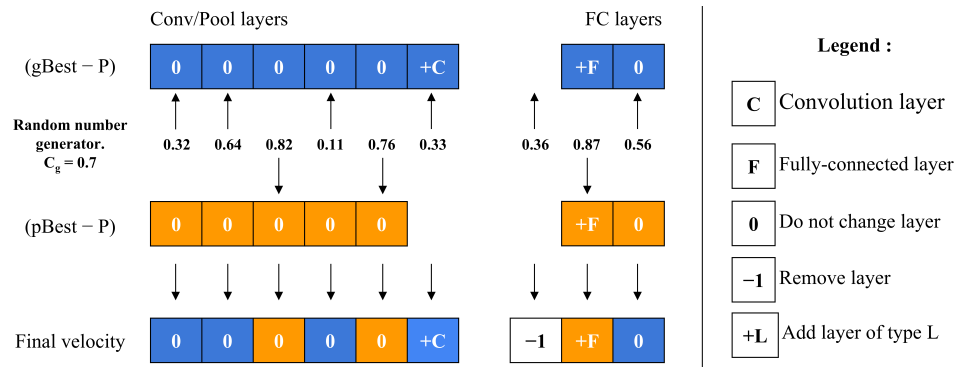 Conv/Pool layers
FC layers
(gBest − P)
0 0 0 0 0 +C
+F 0
Random number
generator.
C_g = 0.7
0.32 0.64 0.82 0.11 0.76 0.33
0.36 0.87 0.56
(pBest − P)
0 0 0 0 0
+F 0
Final velocity
0 0 0 0 0 +C
−1 +F 0
Legend :
C Convolution layer
F Fully-connected layer
0 Do not change layer
−1 Remove layer
+L Add layer of type L